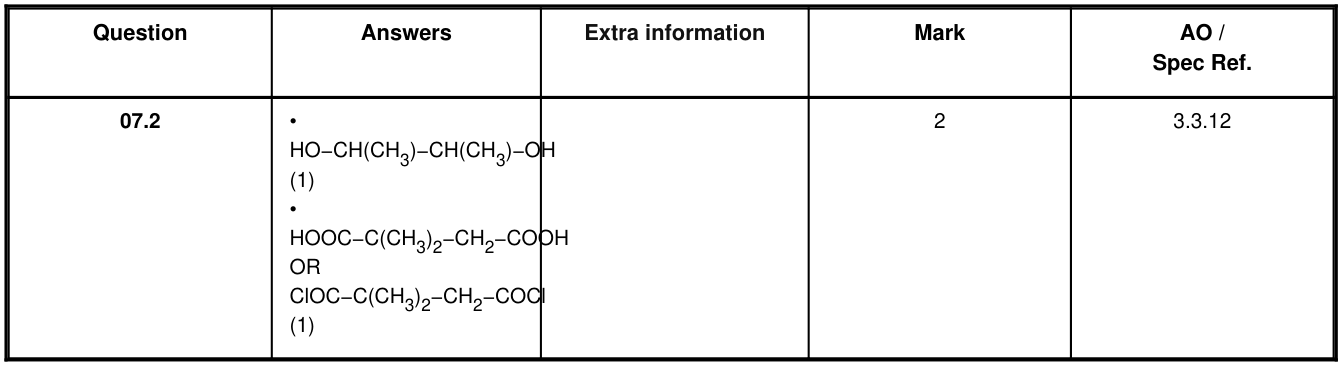 Question Answers Extra information Mark AO /
Spec Ref.
07.2 • 2 3.3.12
HO–CH(CH₃)–CH(CH₃)–OH
(1)
•
HOOC–C(CH₃)₂–CH₂–COOH
OR
ClOC–C(CH₃)₂–CH₂–COCl
(1)